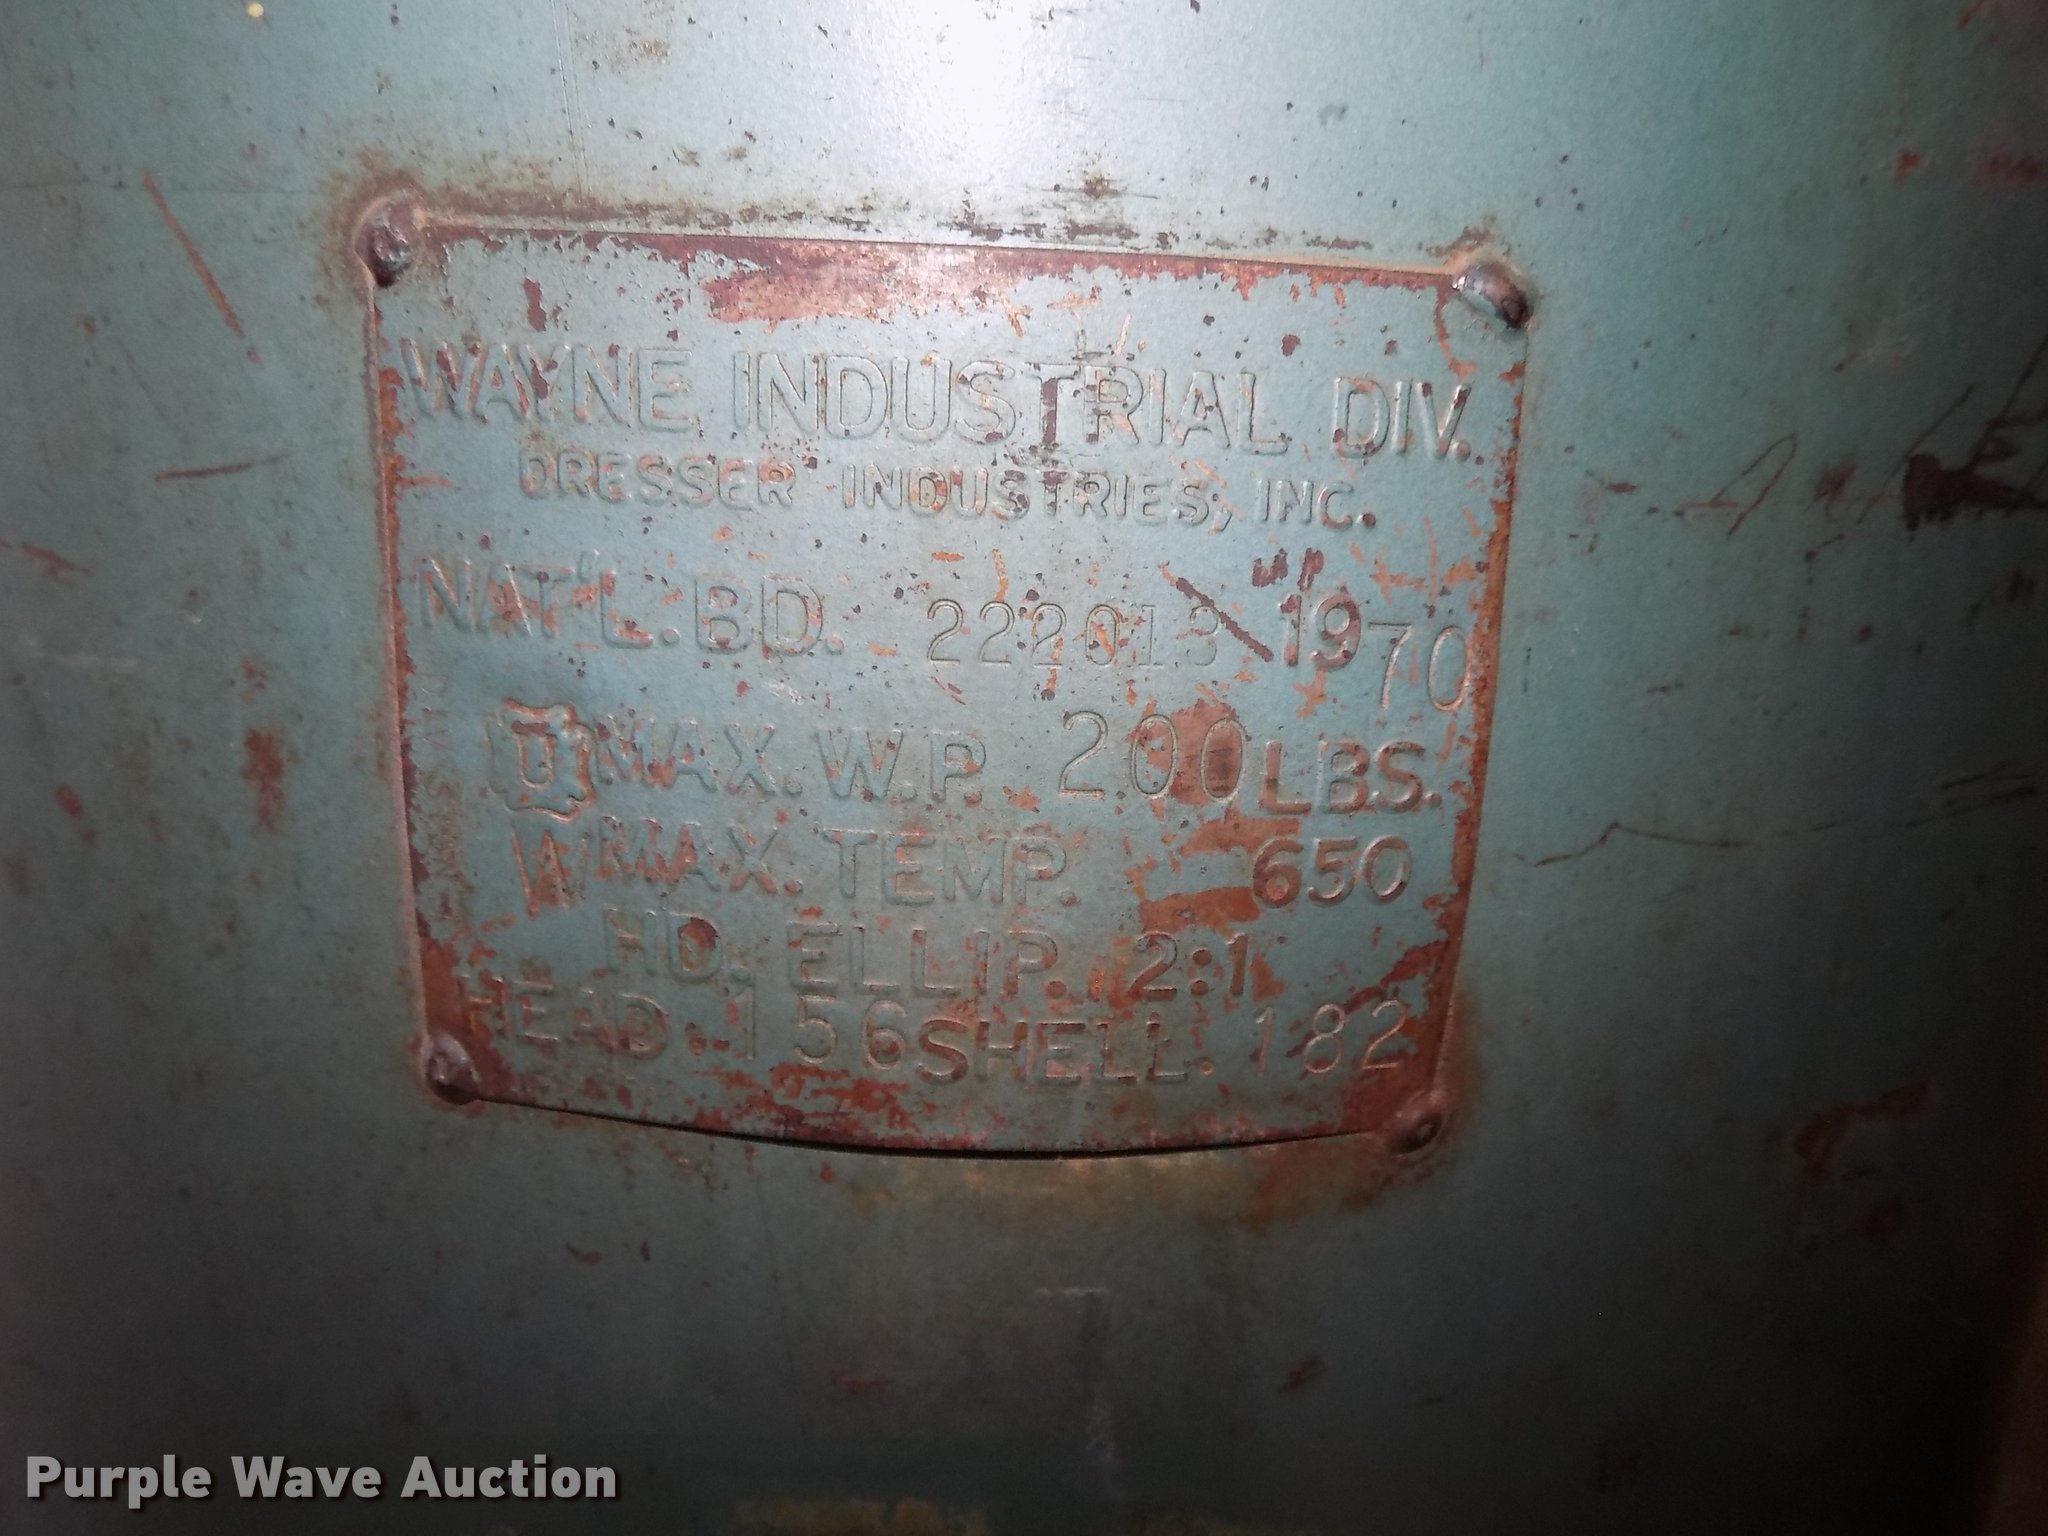 WAYNE INDUSTRIAL DIV.
DRESSER INDUSTRIES, INC.
NAT'L. BD. 222013 1970
U MAX. W.P. 200 LBS.
W MAX. TEMP. 650
HD. ELLIP. 2:1
HEAD. .156 SHELL. .182
Purple Wave Auction